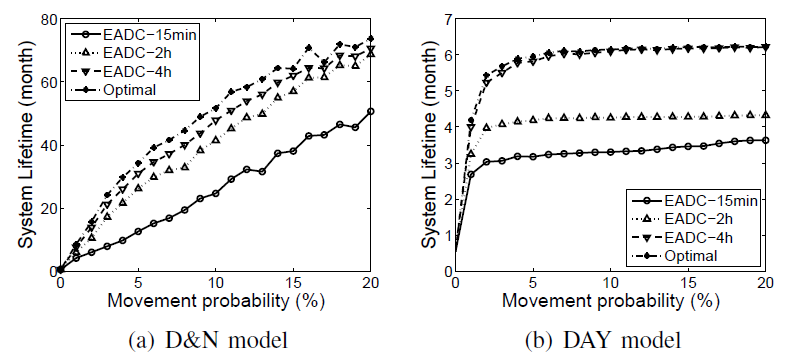 80
60
40
20
0
System Lifetime (month)
EADC-15min
EADC-2h
EADC-4h
Optimal
0 5 10 15 20
Movement probability (%)
(a) D&N model
7
6
5
4
3
2
1
0
System Lifetime (month)
EADC-15min
EADC-2h
EADC-4h
Optimal
0 5 10 15 20
Movement probability (%)
(b) DAY model